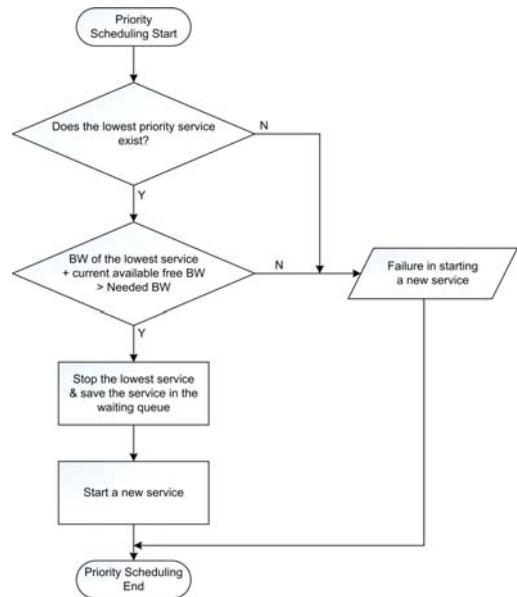 Priority
Scheduling Start
Does the lowest priority service
exist?
N
Y
BW of the lowest service
+ current available free BW
> Needed BW
N
Failure in starting
a new service
Y
Stop the lowest service
& save the service in the
waiting queue
Start a new service
Priority Scheduling
End